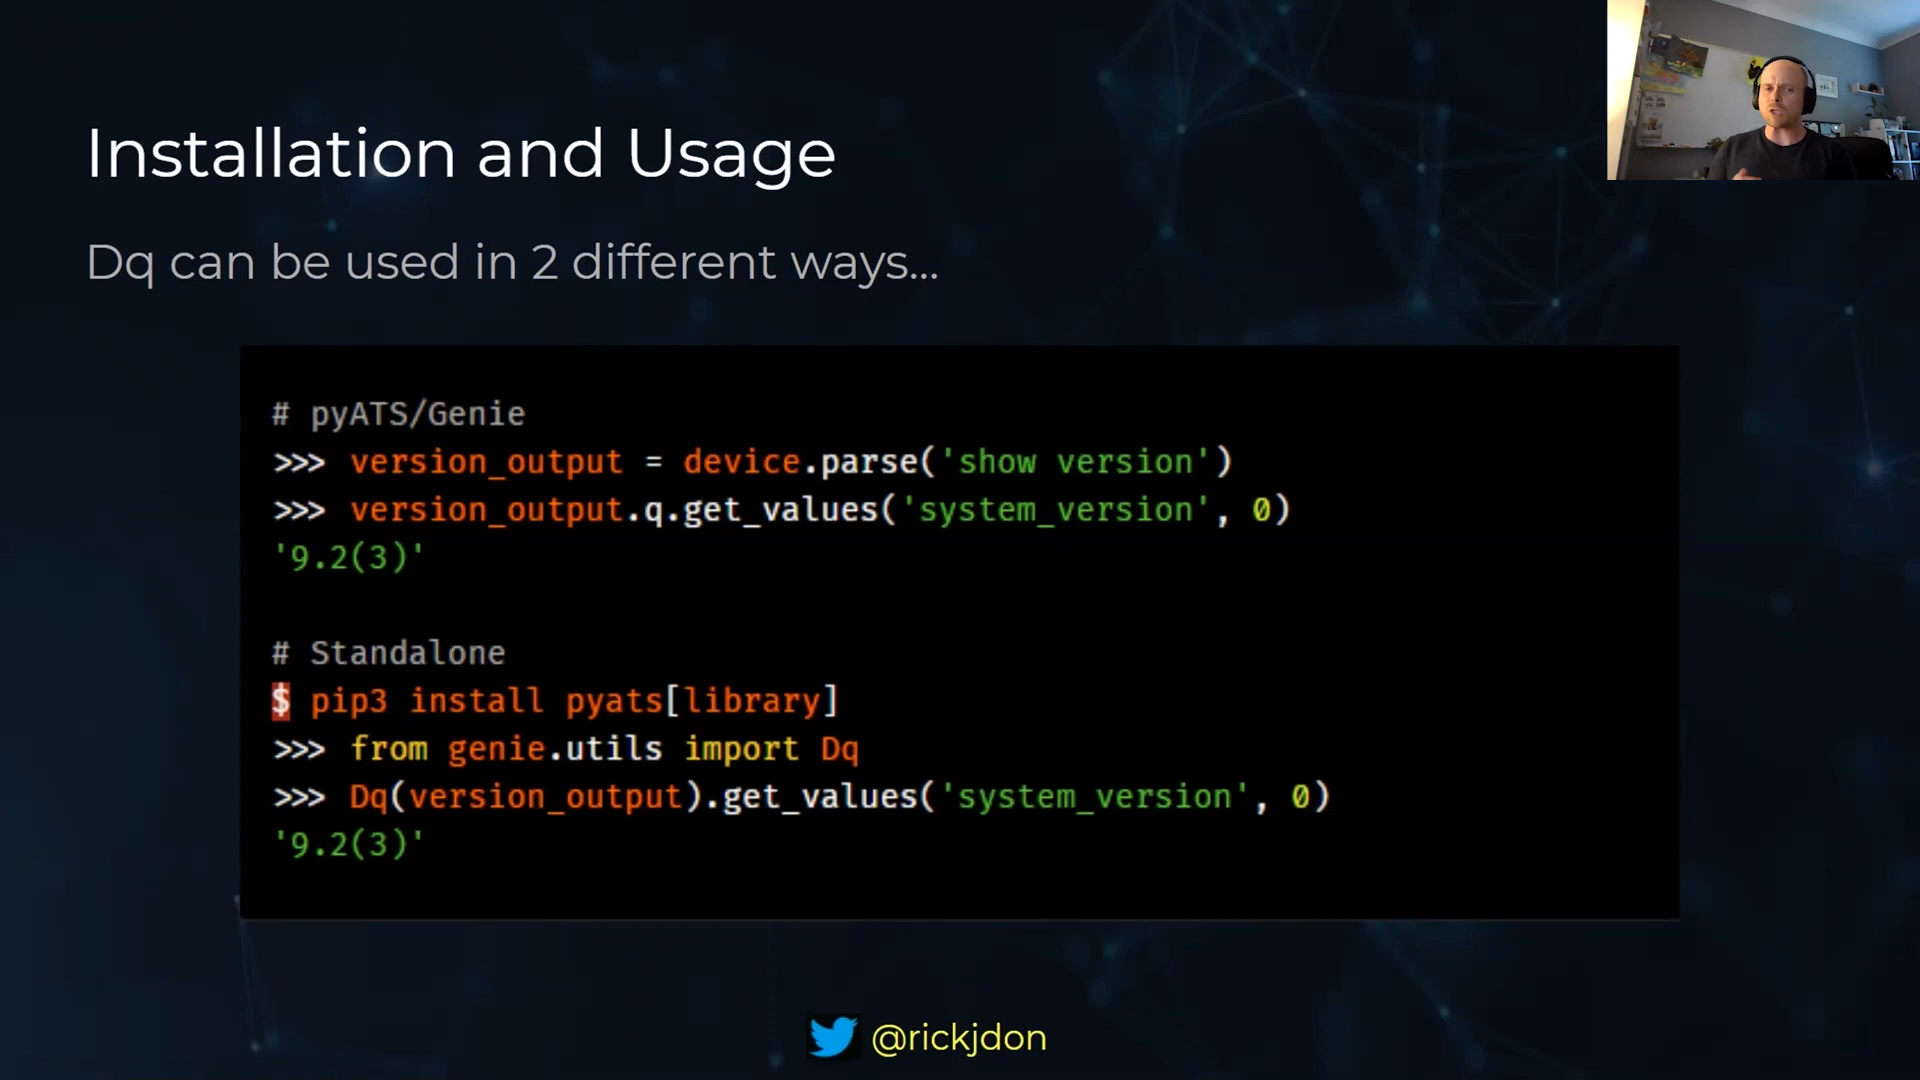 Installation and Usage
Dq can be used in 2 different ways...
# pyATS/Genie
>>> version_output = device.parse('show version')
>>> version_output.q.get_values('system_version', 0)
'9.2(3)'
# Standalone
$ pip3 install pyats[library]
>>> from genie.utils import Dq
>>> Dq(version_output).get_values('system_version', 0)
'9.2(3)'
@rickjdon